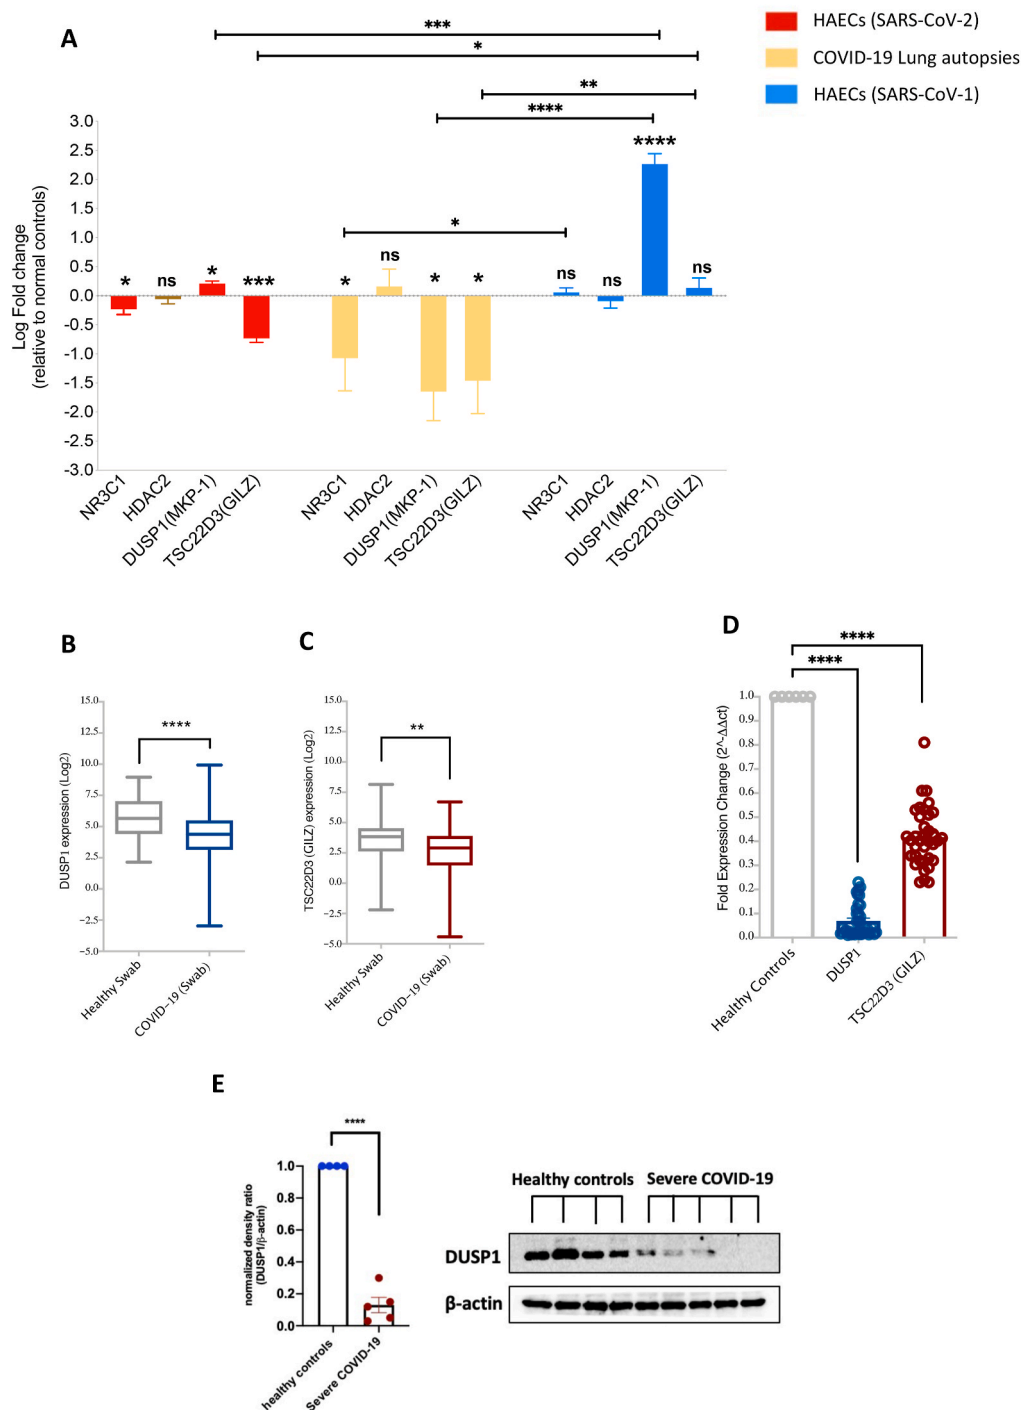 A
HAECs (SARS-CoV-2)
COVID-19 Lung autopsies
HAECs (SARS-CoV-1)
***
*
**
****
*
Log Fold change
(relative to normal controls)
3.0
2.5
2.0
1.5
1.0
0.5
0.0
-0.5
-1.0
-1.5
-2.0
-2.5
-3.0
* ns * ***
* ns * *
ns ns **** ns
NR3C1
HDAC2
DUSP1(MKP-1)
TSC22D3(GILZ)
NR3C1
HDAC2
DUSP1(MKP-1)
TSC22D3(GILZ)
NR3C1
HDAC2
DUSP1(MKP-1)
TSC22D3(GILZ)
B
DUSP1 expression (Log2)
15.0
12.5
10.0
7.5
5.0
2.5
0.0
-2.5
-5.0
****
Healthy Swab
COVID-19 (Swab)
C
TSC22D3 (GILZ) expression (Log2)
15.0
12.5
10.0
7.5
5.0
2.5
0.0
-2.5
-5.0
**
Healthy Swab
COVID-19 (Swab)
D
Fold Expression Change (2^-ΔΔct)
1.0
0.9
0.8
0.7
0.6
0.5
0.4
0.3
0.2
0.1
0.0
****
****
Healthy Controls
DUSP1
TSC22D3 (GILZ)
E
normalized density ratio
(DUSP1/β-actin)
1.0
0.8
0.6
0.4
0.2
0.0
****
healthy controls
Severe COVID-19
Healthy controls Severe COVID-19
DUSP1
β-actin